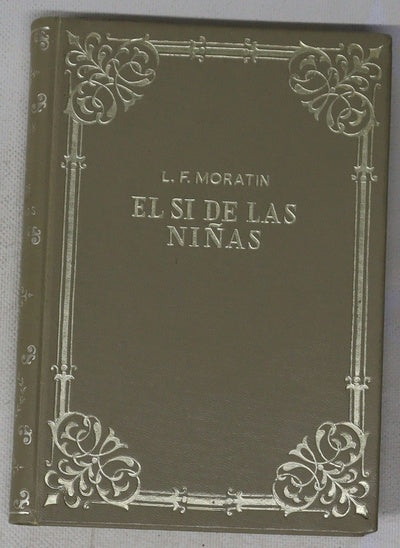 L. F. MORATIN
EL SI DE LAS
NIÑAS